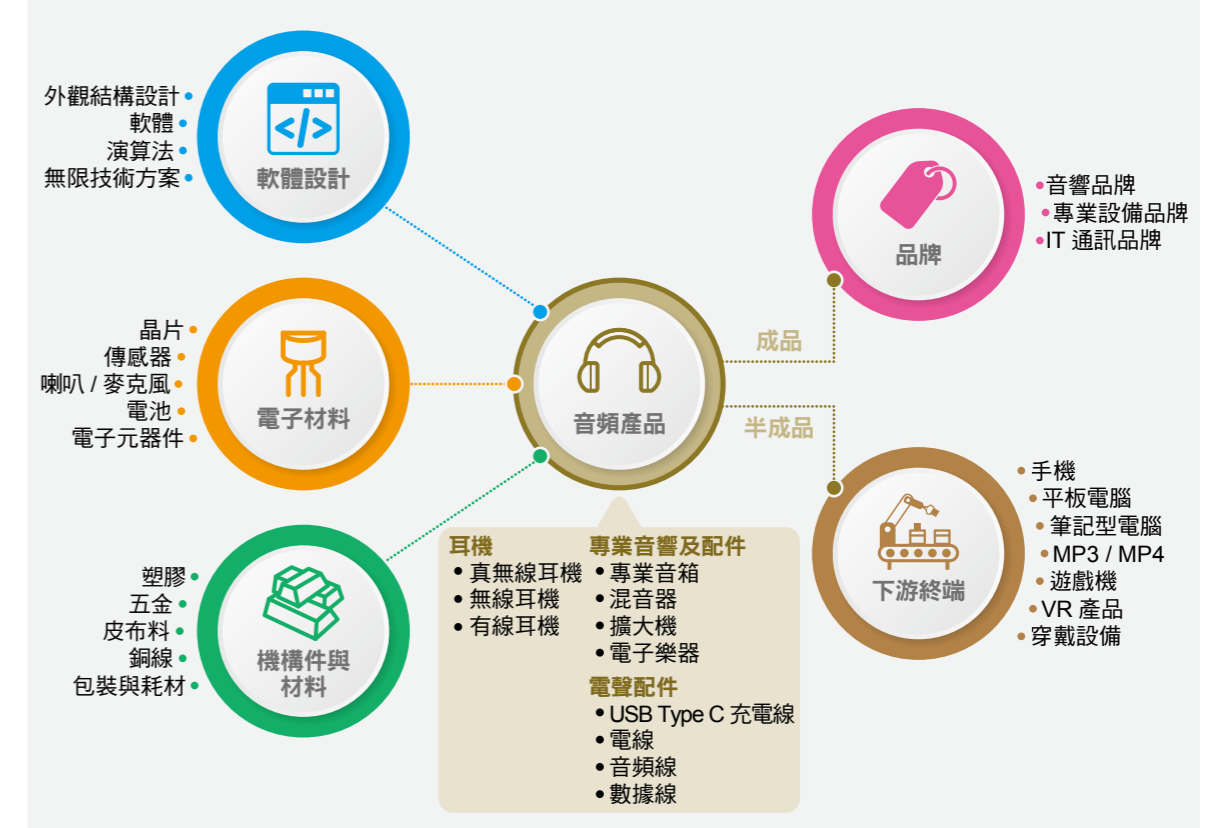 外觀結構設計•
軟體•
演算法•
無限技術方案•
軟體設計
晶片•
傳感器•
喇叭 / 麥克風•
電池•
電子元器件•
電子材料
塑膠•
五金•
皮布料•
銅線•
包裝與耗材•
機構件與
材料
音頻產品
耳機
•真無線耳機
•無線耳機
•有線耳機
專業音響及配件
•專業音箱
•混音器
•擴大機
•電子樂器
電聲配件
•USB Type C 充電線
•電線
•音頻線
•數據線
成品
半成品
品牌
•音響品牌
•專業設備品牌
•IT 通訊品牌
下游終端
•手機
•平板電腦
•筆記型電腦
•MP3 / MP4
•遊戲機
•VR 產品
•穿戴設備